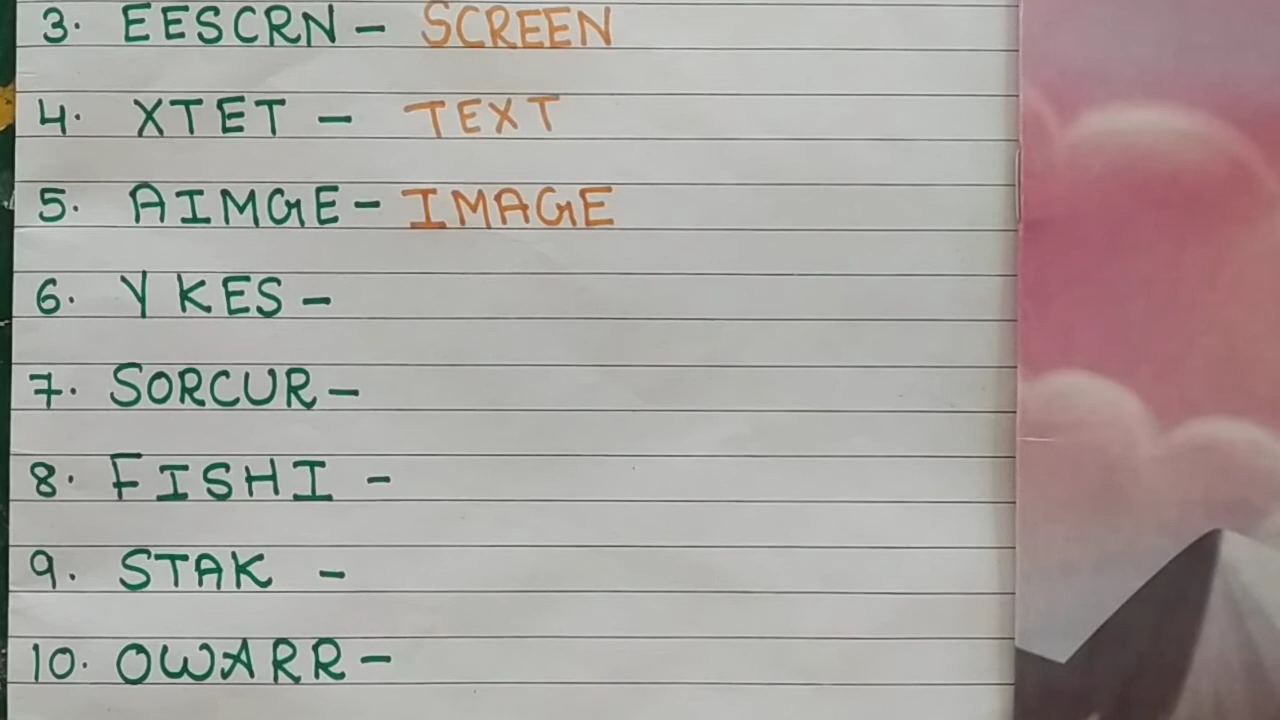 3. EESCRN - SCREEN
4. XTET - TEXT
5. AIMGE - IMAGE
6. YKES -
7. SORCUR -
8. FISHI -
9. STAK -
10. OWARR -